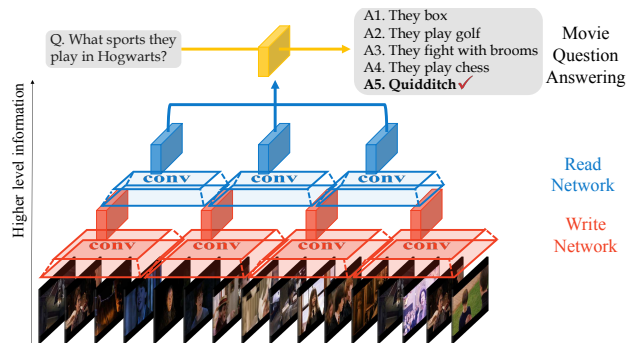 Q. What sports they
play in Hogwarts?
A1. They box
A2. They play golf
A3. They fight with brooms
A4. They play chess
A5. Quidditch
Movie
Question
Answering
Higher level information
conv conv conv
Read
Network
conv conv conv conv
Write
Network